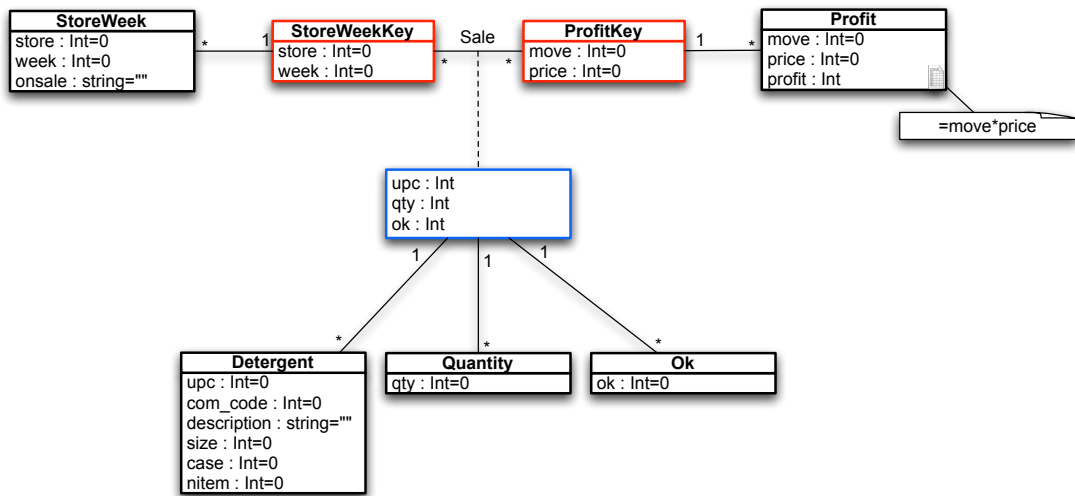 StoreWeek
store : Int=0
week : Int=0
onsale : string=""
*
1
StoreWeekKey
store : Int=0
week : Int=0
Sale
*
*
ProfitKey
move : Int=0
price : Int=0
1
*
Profit
move : Int=0
price : Int=0
profit : Int
=move*price
upc : Int
qty : Int
ok : Int
1
1
1
*
*
*
Detergent
upc : Int=0
com_code : Int=0
description : string=""
size : Int=0
case : Int=0
nitem : Int=0
Quantity
qty : Int=0
Ok
ok : Int=0